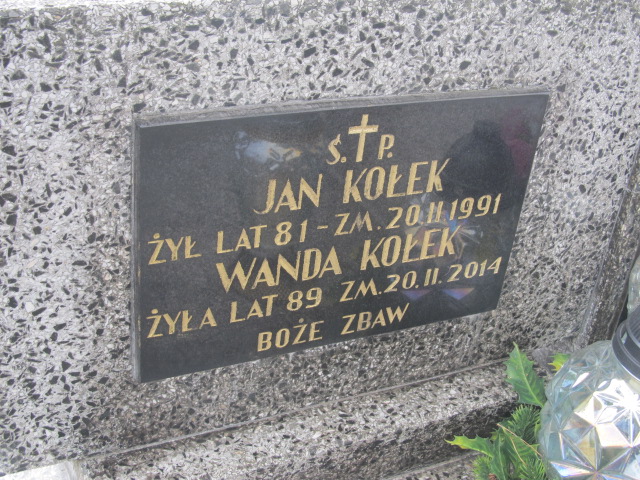 Ś.✝P.
JAN KOŁEK
ŻYŁ LAT 81 - ZM. 20.II.1991
WANDA KOŁEK
ŻYŁA LAT 89 ZM. 20.II.2014
BOŻE ZBAW